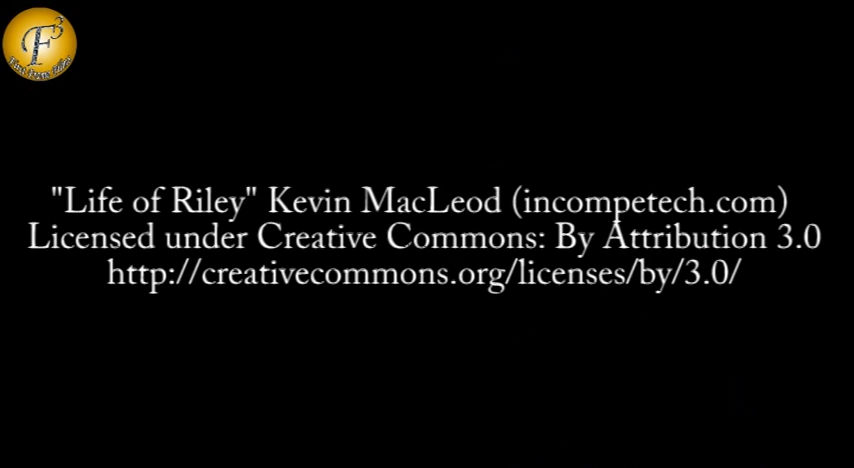 F3
"Life of Riley" Kevin MacLeod (incompetech.com)
Licensed under Creative Commons: By Attribution 3.0
http://creativecommons.org/licenses/by/3.0/